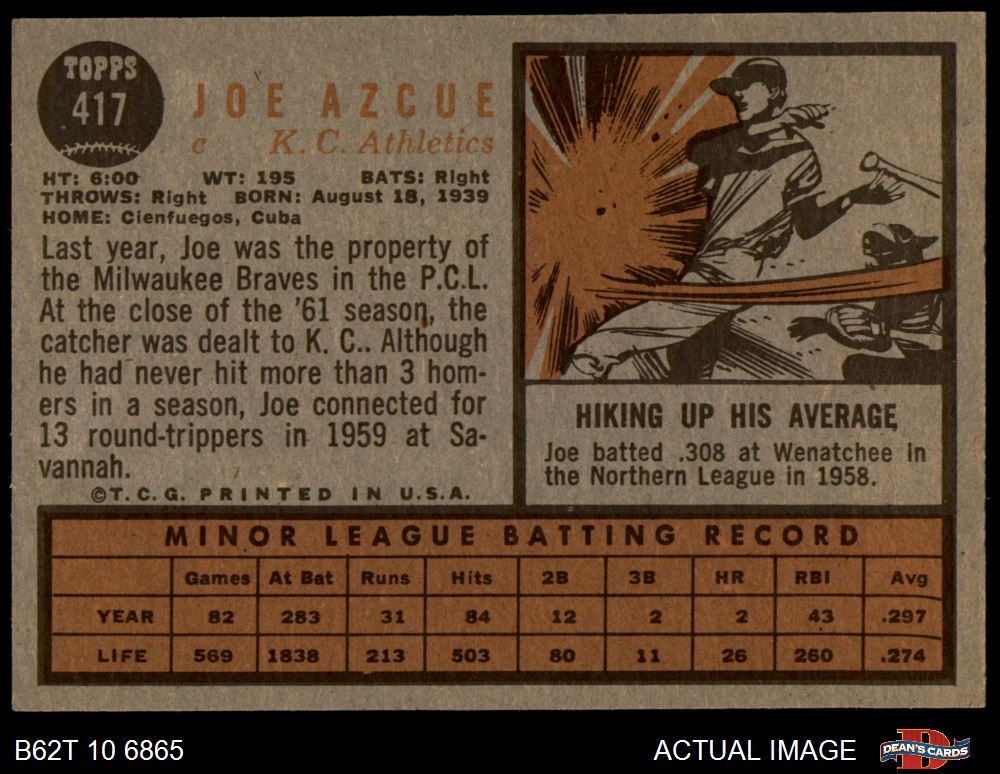 TOPPS
417
JOE AZCUE
c K. C. Athletics
HT: 6:00 WT: 195 BATS: Right
THROWS: Right BORN: August 18, 1939
HOME: Cienfuegos, Cuba
Last year, Joe was the property of
the Milwaukee Braves in the P.C.L.
At the close of the '61 season, the
catcher was dealt to K. C.. Although
he had never hit more than 3 hom-
ers in a season, Joe connected for
13 round-trippers in 1959 at Sa-
vannah.
©T.C.G. PRINTED IN U.S.A.
HIKING UP HIS AVERAGE
Joe batted .308 at Wenatchee in
the Northern League in 1958.
MINOR LEAGUE BATTING RECORD
Games At Bat Runs Hits 2B 3B HR RBI Avg
YEAR 82 283 31 84 12 2 2 43 .297
LIFE 569 1838 213 503 80 11 26 260 .274
B62T 10 6865 ACTUAL IMAGE DEAN'S CARDS